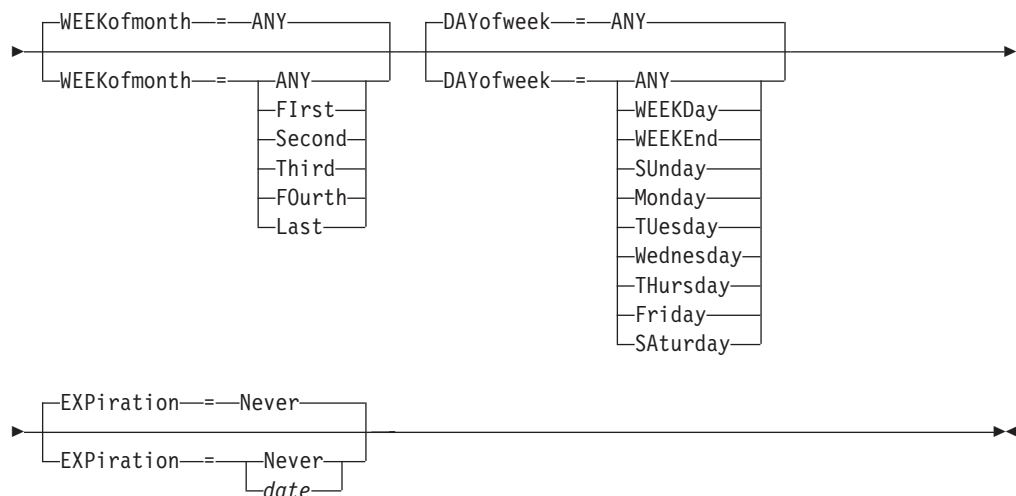 WEEKofmonth = ANY DAYofweek = ANY
WEEKofmonth = ANY DAYofweek = ANY
FIrst WEEKDay
Second WEEKEnd
Third SUnday
FOurth Monday
Last TUesday
Wednesday
THursday
Friday
SAturday
EXPiration = Never
EXPiration = Never
date